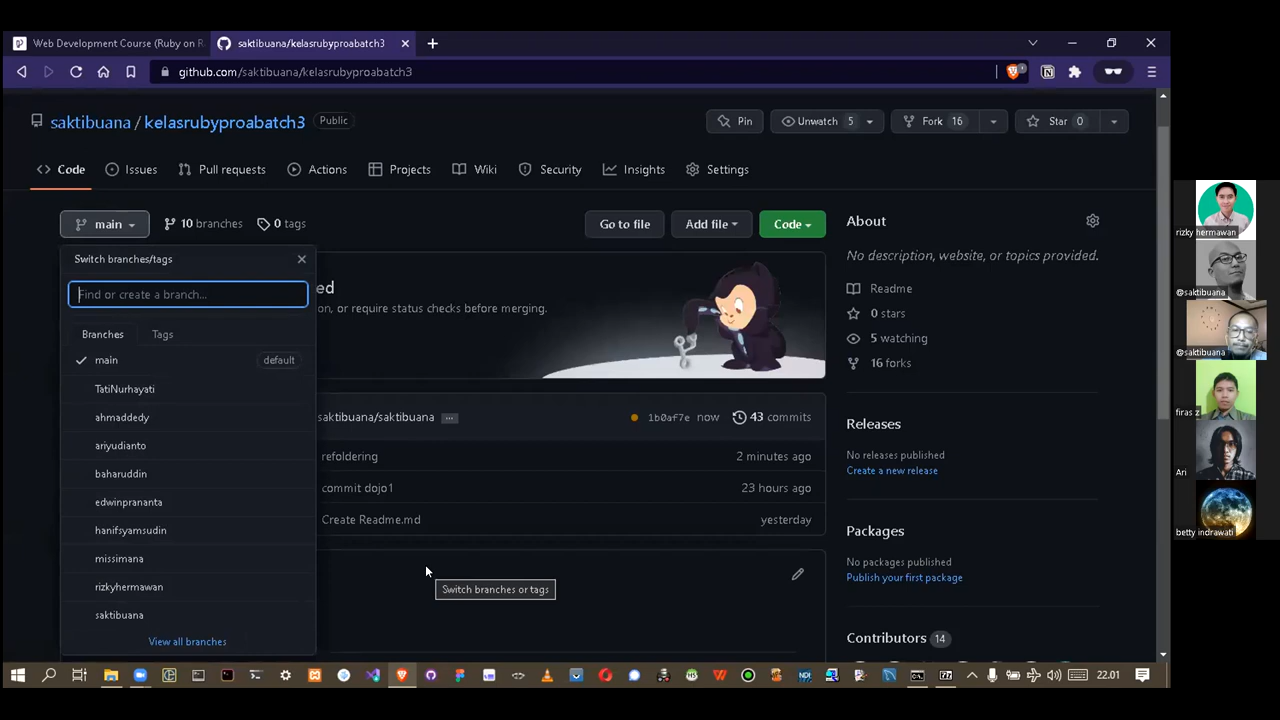 Web Development Course (Ruby on R
saktibuana/kelasrubyproabatch3
github.com/saktibuana/kelasrubyproabatch3
saktibuana / kelasrubyproabatch3
Public
Pin
Unwatch 5
Fork 16
Star 0
Code
Issues
Pull requests
Actions
Projects
Wiki
Security
Insights
Settings
main
10 branches
0 tags
Go to file
Add file
Code
Switch branches/tags
Find or create a branch...
Branches
Tags
main
default
TatiNurhayati
ahmaddedy
ariyudianto
baharuddin
edwinprananta
hanifsyamsudin
missimana
rizkyhermawan
saktibuana
View all branches
ed
on, or require status checks before merging.
saktibuana/saktibuana
1b0af7e now
43 commits
refoldering
2 minutes ago
commit dojo1
23 hours ago
Create Readme.md
yesterday
Switch branches or tags
About
No description, website, or topics provided.
Readme
0 stars
5 watching
16 forks
Releases
No releases published
Create a new release
Packages
No packages published
Publish your first package
Contributors 14
rizky hermawan
@saktibuana
@saktibuana
firas z
Ari
betty indrawati
22.01